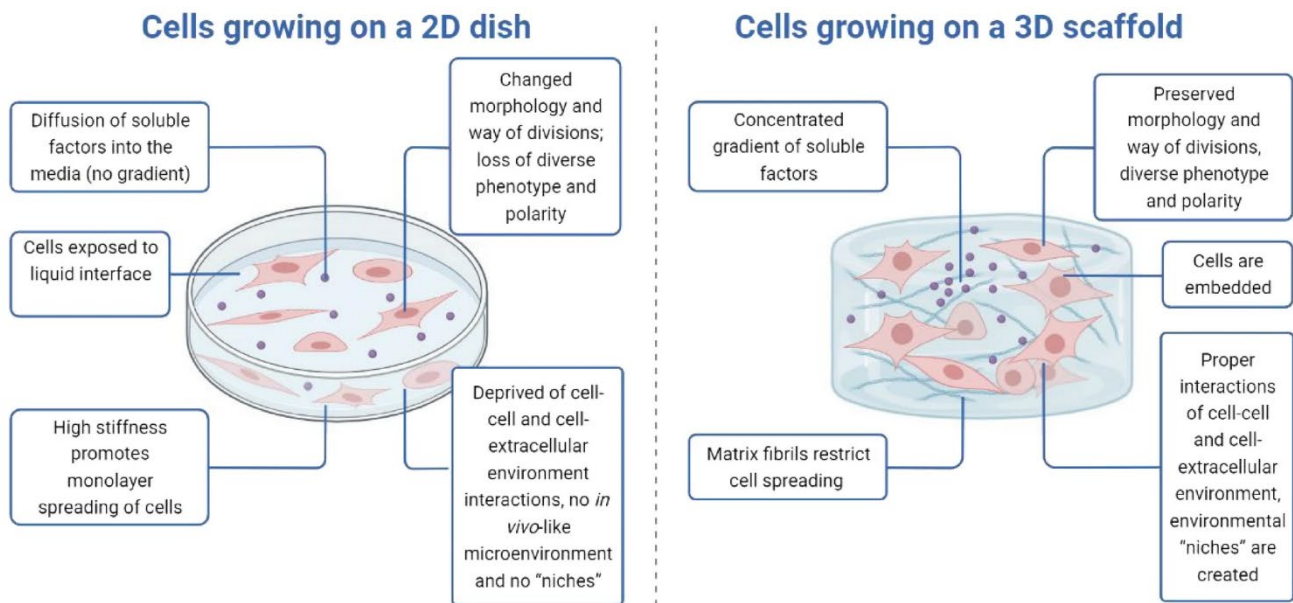 Cells growing on a 2D dish
Diffusion of soluble
factors into the
media (no gradient)
Changed
morphology and
way of divisions;
loss of diverse
phenotype and
polarity
Cells exposed to
liquid interface
High stiffness
promotes
monolayer
spreading of cells
Deprived of cell-
cell and cell-
extracellular
environment
interactions, no in
vivo-like
microenvironment
and no “niches”
Cells growing on a 3D scaffold
Concentrated
gradient of soluble
factors
Preserved
morphology and
way of divisions,
diverse phenotype
and polarity
Cells are
embedded
Matrix fibrils restrict
cell spreading
Proper
interactions
of cell-cell
and cell-
extracellular
environment,
environmental
“niches” are
created